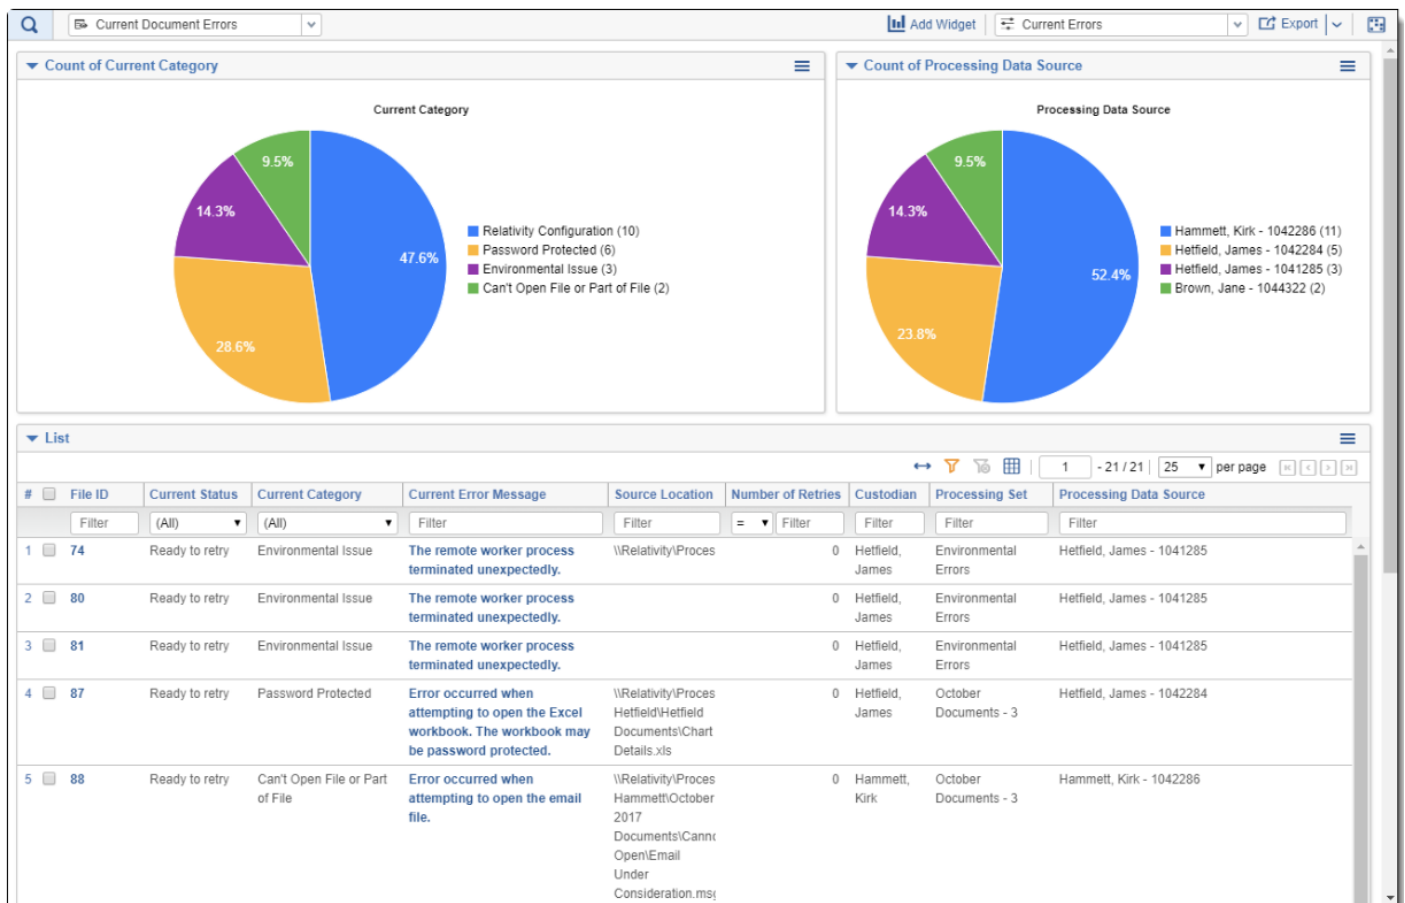 Current Document Errors
Add Widget
Current Errors
Export
Count of Current Category
Current Category
9.5%
14.3%
47.6%
28.6%
Relativity Configuration (10)
Password Protected (6)
Environmental Issue (3)
Can't Open File or Part of File (2)
Count of Processing Data Source
Processing Data Source
9.5%
14.3%
52.4%
23.8%
Hammett, Kirk - 1042286 (11)
Hetfield, James - 1042284 (5)
Hetfield, James - 1041285 (3)
Brown, Jane - 1044322 (2)
List
1 - 21 / 21 25 per page
# File ID Current Status Current Category Current Error Message Source Location Number of Retries Custodian Processing Set Processing Data Source
Filter (All) (All) Filter Filter = Filter Filter Filter Filter
1 74 Ready to retry Environmental Issue The remote worker process \\Relativity\Proces 0 Hetfield, Environmental Hetfield, James - 1041285
terminated unexpectedly. James Errors
2 80 Ready to retry Environmental Issue The remote worker process 0 Hetfield, Environmental Hetfield, James - 1041285
terminated unexpectedly. James Errors
3 81 Ready to retry Environmental Issue The remote worker process 0 Hetfield, Environmental Hetfield, James - 1041285
terminated unexpectedly. James Errors
4 87 Ready to retry Password Protected Error occurred when \\Relativity\Proces 0 Hetfield, October Hetfield, James - 1042284
attempting to open the Excel Hetfield\Hetfield James Documents - 3
workbook. The workbook may Documents\Chart
be password protected. Details.xls
5 88 Ready to retry Can't Open File or Part Error occurred when \\Relativity\Proces 0 Hammett, October Hammett, Kirk - 1042286
of File attempting to open the email Hammett\October Kirk Documents - 3
file. 2017
Documents\Canno
Open\Email
Under
Consideration.msg